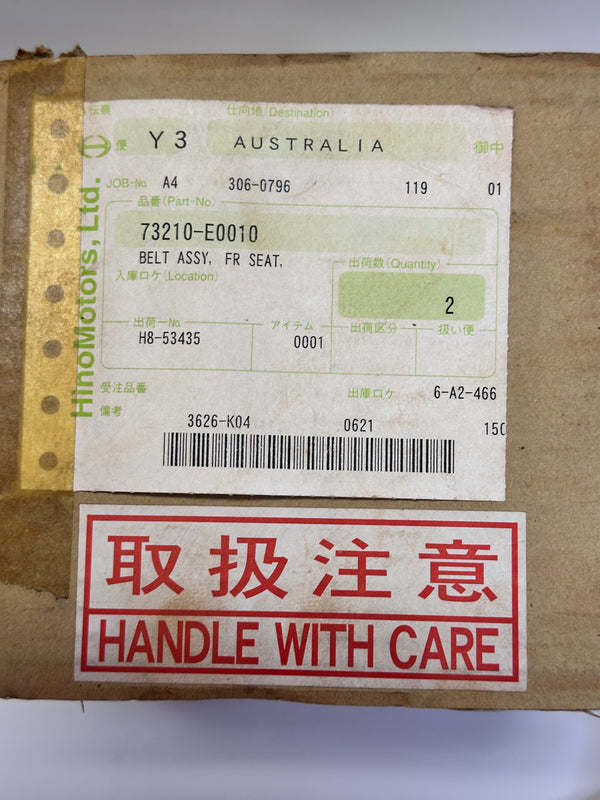 伝票 仕向地(Destination)
便 Y3 AUSTRALIA 御中
JOB-No. A4 306-0796 119 01
品番(Part-No)
73210-E0010
BELT ASSY, FR SEAT,
入庫ロケ(Location) 出荷数(Quantity)
2
出荷-No. アイテム 出荷区分 扱い便
H8-53435 0001
受注品番 出庫ロケ 6-A2-466
備考
3626-K04 0621 150
HinoMotors, Ltd.
取扱注意
HANDLE WITH CARE